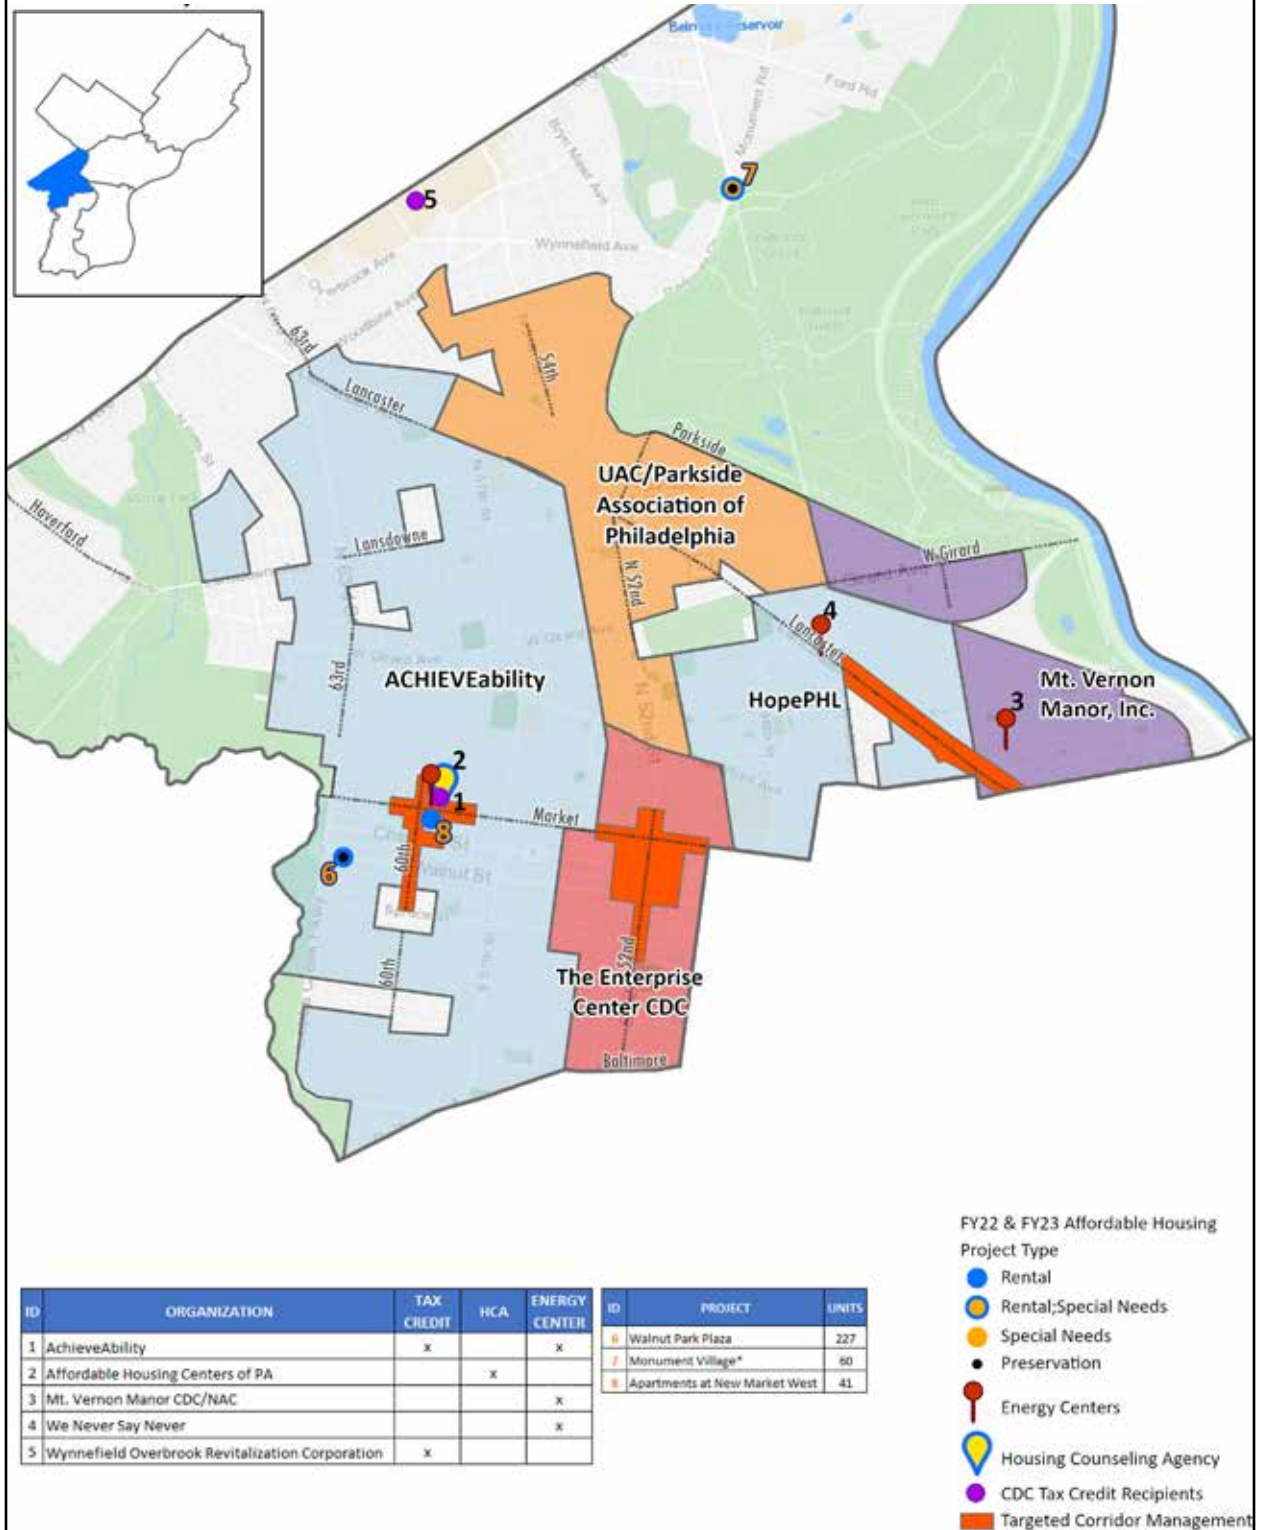 Reservoir
Ford Rd
Monument Rd
Bryn Mawr Ave
7
5
Wynnefield Ave
Overbrook Ave
Woodbine Ave
63rd
54th
Lancaster
Parkside
UAC/Parkside
Association of
Philadelphia
Haverford
Lansdowne
W Girard
N 52nd
4
Lancaster
W Girard Ave
63rd
ACHIEVEability
HopePHL
3
Mt. Vernon
Manor, Inc.
N 52nd St
2
1
Market
8
60th
Walnut St
6
60th
52nd
The Enterprise
Center CDC
Baltimore
FY22 & FY23 Affordable Housing
Project Type
Rental
Rental;Special Needs
Special Needs
Preservation
Energy Centers
Housing Counseling Agency
CDC Tax Credit Recipients
Targeted Corridor Management
ID ORGANIZATION TAX CREDIT HCA ENERGY CENTER
1 AchieveAbility x x
2 Affordable Housing Centers of PA x
3 Mt. Vernon Manor CDC/NAC x
4 We Never Say Never x
5 Wynnefield Overbrook Revitalization Corporation x
ID PROJECT UNITS
6 Walnut Park Plaza 227
7 Monument Village* 60
8 Apartments at New Market West 41